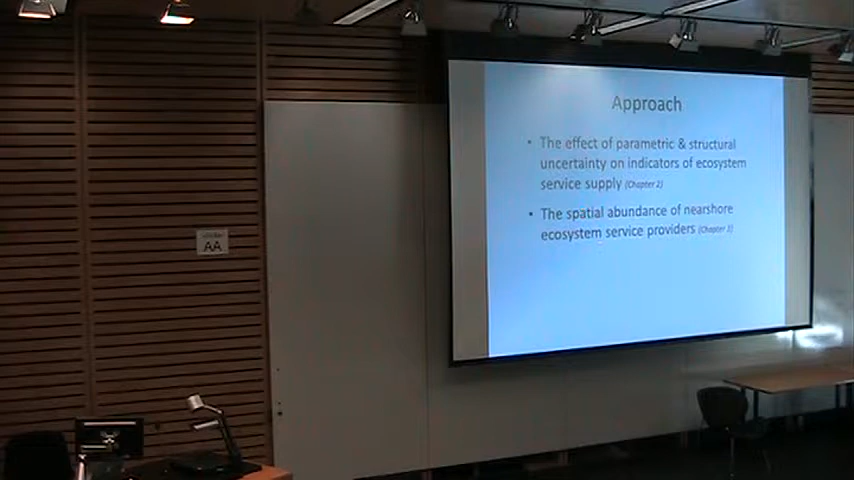 Approach
• The effect of parametric & structural
uncertainty on indicators of ecosystem
service supply (Chapter 2)
• The spatial abundance of nearshore
ecosystem service providers (Chapter 3)
AA